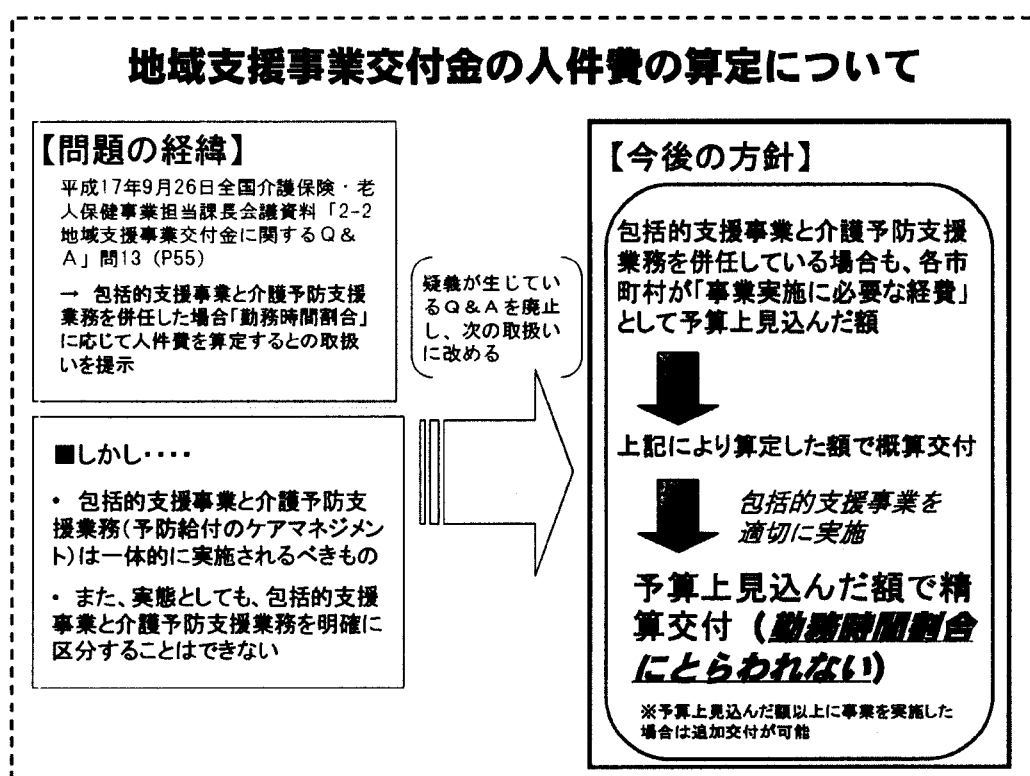 地域支援事業交付金の人件費の算定について
【問題の経緯】
平成17年9月26日全国介護保険・老
人保健事業担当課長会議資料「2-2
地域支援事業交付金に関するQ&
A」問13（P55）
→ 包括的支援事業と介護予防支援
業務を併任した場合「勤務時間割合」
に応じて人件費を算定するとの取扱
いを提示
■しかし････
・ 包括的支援事業と介護予防支
援業務(予防給付のケアマネジメン
ト)は一体的に実施されるべきもの
・ また、実態としても、包括的支援
事業と介護予防支援業務を明確に
区分することはできない
疑義が生じてい
るQ&Aを廃止
し、次の取扱い
に改める
【今後の方針】
包括的支援事業と介護予防支援
業務を併任している場合も、各市
町村が「事業実施に必要な経費」
として予算上見込んだ額
上記により算定した額で概算交付
包括的支援事業を
適切に実施
予算上見込んだ額で精
算交付（勤務時間割合
にとらわれない）
※予算上見込んだ額以上に事業を実施した
場合は追加交付が可能